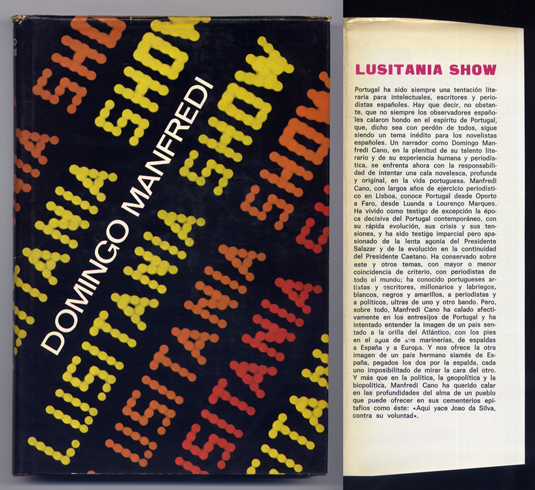 SHO
SHOW
LUSITANIA SHOW
DOMINGO MANFREDI
LUSITANIA SHOW
LUSITANIA
SITANIA
SITAN
LUSITANIA SHOW
Portugal ha sido siempre una tentación lite-
raria para intelectuales, escritores y perio-
distas españoles. Hay que decir, no obstan-
te, que no siempre los observadores españo-
les calaron hondo en el espíritu de Portugal,
que, dicho sea con perdón de todos, sigue
siendo un tema inédito para los novelistas
españoles. Un narrador como Domingo Man-
fredi Cano, en la plenitud de su talento lite-
rario y de su experiencia humana y periodís-
tica, se enfrenta ahora con la responsabili-
dad de intentar una cala novelesca, profunda
y original, en la vida portuguesa. Manfredi
Cano, con largos años de ejercicio periodísti-
co en Lisboa, conoce Portugal desde Oporto
a Faro, desde Luanda a Lourenço Marques.
Ha vivido como testigo de excepción la épo-
ca decisiva del Portugal contemporáneo, con
su rápida evolución, sus crisis y sus ten-
siones, y ha sido testigo imparcial pero apa-
sionado de la lenta agonía del Presidente
Salazar y de la evolución en la continuidad
del Presidente Caetano. Ha conservado sobre
este y otros temas, con mayor o menor
coincidencia de criterio, con periodistas de
todo el mundo; ha conocido portugueses ar-
tistas y escritores, millonarios y labriegos,
blancos, negros y amarillos, a periodistas y
a políticos, ultras de uno y otro bando. Pero,
sobre todo, Manfredi Cano ha calado afecti-
vamente en los entresijos de Portugal y ha
intentado entender la imagen de un país sen-
tado a la orilla del Atlántico, con los pies
en el agua de sus marinerías, de espaldas
a España y a Europa. Y nos ofrece la otra
imagen de un país hermano siamés de Es-
paña, pegados los dos por la espalda, cada
uno imposibilitado de mirar la cara del otro.
Y más que en la política, la geopolítica y la
biopolítica, Manfredi Cano ha querido calar
en las profundidades del alma de un pueblo
que puede ofrecer en sus cementerios epi-
tafios como éste: «Aquí yace Joao da Silva,
contra su voluntad».